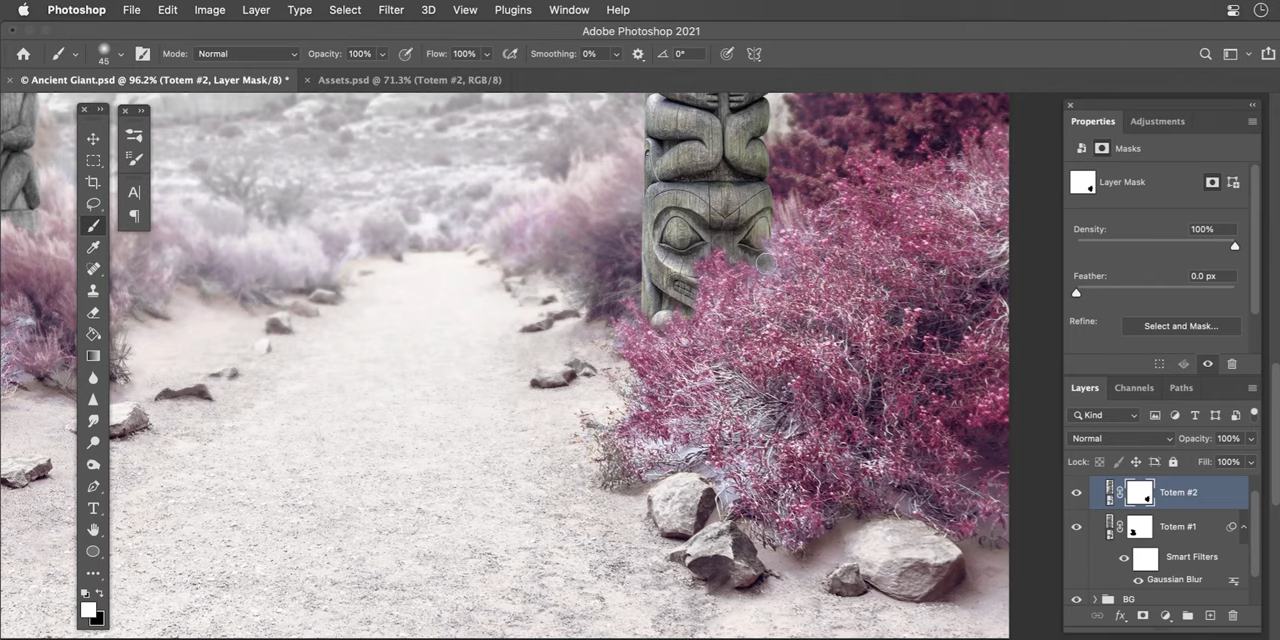 Photoshop File Edit Image Layer Type Select Filter 3D View Plugins Window Help
Adobe Photoshop 2021
45 Mode: Normal Opacity: 100% Flow: 100% Smoothing: 0% 0°
© Ancient Giant.psd @ 96.2% (Totem #2, Layer Mask/8) * Assets.psd @ 71.3% (Totem #2, RGB/8)
Properties Adjustments
Masks
Layer Mask
Density: 100%
Feather: 0.0 px
Refine: Select and Mask...
Layers Channels Paths
Kind
Normal Opacity: 100%
Lock: Fill: 100%
Totem #2
Totem #1
Smart Filters
Gaussian Blur
BG